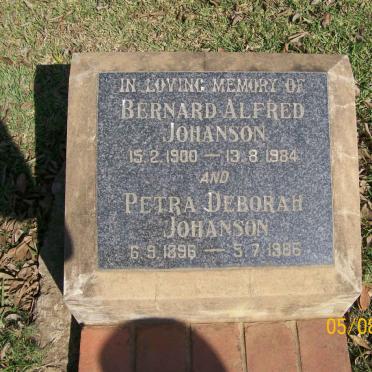 IN LOVING MEMORY OF
BERNARD ALFRED
JOHANSON
15.2.1900 — 13.8.1984
AND
PETRA DEBORAH
JOHANSON
6.9.1896 — 5.7.1986
05/08